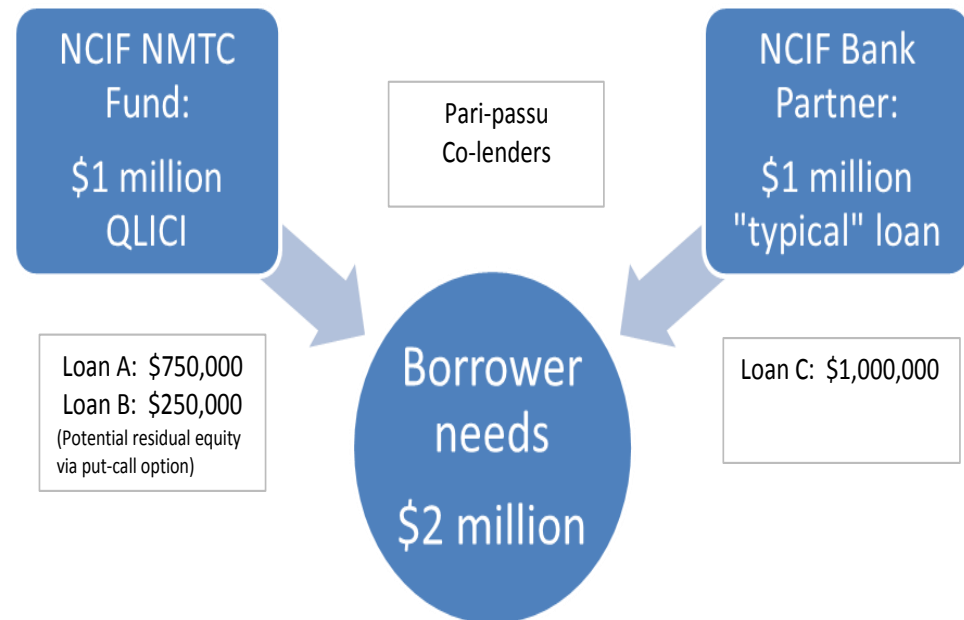 NCIF NMTC
Fund:
$1 million
QLICI
Pari-passu
Co-lenders
NCIF Bank
Partner:
$1 million
"typical" loan
Loan A:  $750,000
Loan B:  $250,000
(Potential residual equity
via put-call option)
Borrower
needs
$2 million
Loan C:  $1,000,000